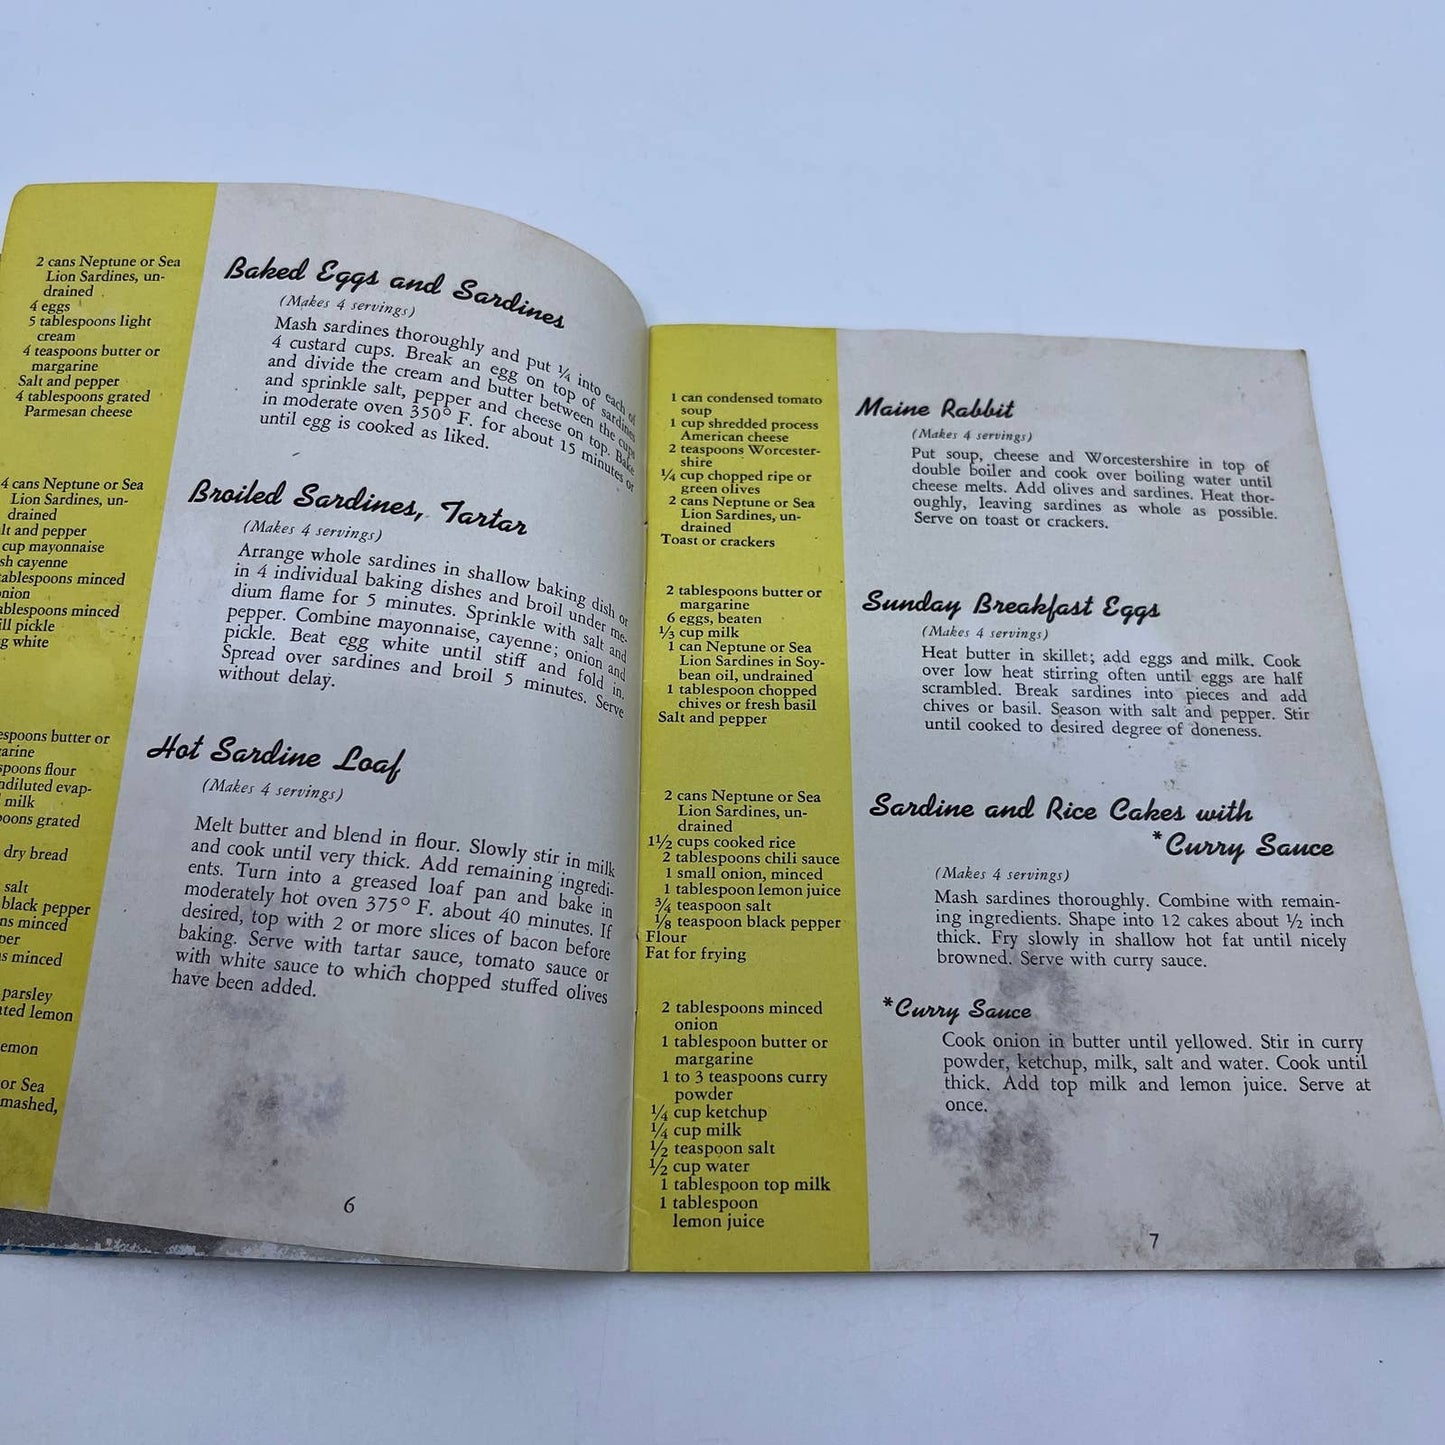 2 cans Neptune or Sea
Lion Sardines, un-
drained
4 eggs
5 tablespoons light
cream
4 teaspoons butter or
margarine
Salt and pepper
4 tablespoons grated
Parmesan cheese
Baked Eggs and Sardines
(Makes 4 servings)
Mash sardines thoroughly and put ¼ into each of
4 custard cups. Break an egg on top of sardines
and divide the cream and butter between the cups
and sprinkle salt, pepper and cheese on top. Bake
in moderate oven 350° F. for about 15 minutes or
until egg is cooked as liked.
4 cans Neptune or Sea
Lion Sardines, un-
drained
and pepper
cup mayonnaise
cayenne
minced
minced
pickle
white
Broiled Sardines, Tartar
(Makes 4 servings)
Arrange whole sardines in shallow baking dish or
in 4 individual baking dishes and broil under me-
dium flame for 5 minutes. Sprinkle with salt and
pepper. Combine mayonnaise, cayenne; onion and
pickle. Beat egg white until stiff and fold in.
Spread over sardines and broil 5 minutes. Serve
without delay.
butter or
flour
evap-
milk
grated
dry bread
salt
black pepper
minced
minced
parsley
lemon
or Sea
mashed,
Hot Sardine Loaf
(Makes 4 servings)
Melt butter and blend in flour. Slowly stir in milk
and cook until very thick. Add remaining ingredi-
ents. Turn into a greased loaf pan and bake in
moderately hot oven 375° F. about 40 minutes. If
desired, top with 2 or more slices of bacon before
baking. Serve with tartar sauce, tomato sauce or
with white sauce to which chopped stuffed olives
have been added.
6
1 can condensed tomato
soup
1 cup shredded process
American cheese
2 teaspoons Worcester-
shire
¼ cup chopped ripe or
green olives
2 cans Neptune or Sea
Lion Sardines, un-
drained
Toast or crackers
Maine Rabbit
(Makes 4 servings)
Put soup, cheese and Worcestershire in top of
double boiler and cook over boiling water until
cheese melts. Add olives and sardines. Heat thor-
oughly, leaving sardines as whole as possible.
Serve on toast or crackers.
2 tablespoons butter or
margarine
6 eggs, beaten
⅓ cup milk
1 can Neptune or Sea
Lion Sardines in Soy-
bean oil, undrained
1 tablespoon chopped
chives or fresh basil
Salt and pepper
Sunday Breakfast Eggs
(Makes 4 servings)
Heat butter in skillet; add eggs and milk. Cook
over low heat stirring often until eggs are half
scrambled. Break sardines into pieces and add
chives or basil. Season with salt and pepper. Stir
until cooked to desired degree of doneness.
2 cans Neptune or Sea
Lion Sardines, un-
drained
1½ cups cooked rice
2 tablespoons chili sauce
1 small onion, minced
1 tablespoon lemon juice
¾ teaspoon salt
⅛ teaspoon black pepper
Flour
Fat for frying
Sardine and Rice Cakes with
*Curry Sauce
(Makes 4 servings)
Mash sardines thoroughly. Combine with remain-
ing ingredients. Shape into 12 cakes about ½ inch
thick. Fry slowly in shallow hot fat until nicely
browned. Serve with curry sauce.
2 tablespoons minced
onion
1 tablespoon butter or
margarine
1 to 3 teaspoons curry
powder
¼ cup ketchup
¼ cup milk
½ teaspoon salt
½ cup water
1 tablespoon top milk
1 tablespoon
lemon juice
*Curry Sauce
Cook onion in butter until yellowed. Stir in curry
powder, ketchup, milk, salt and water. Cook until
thick. Add top milk and lemon juice. Serve at
once.
7